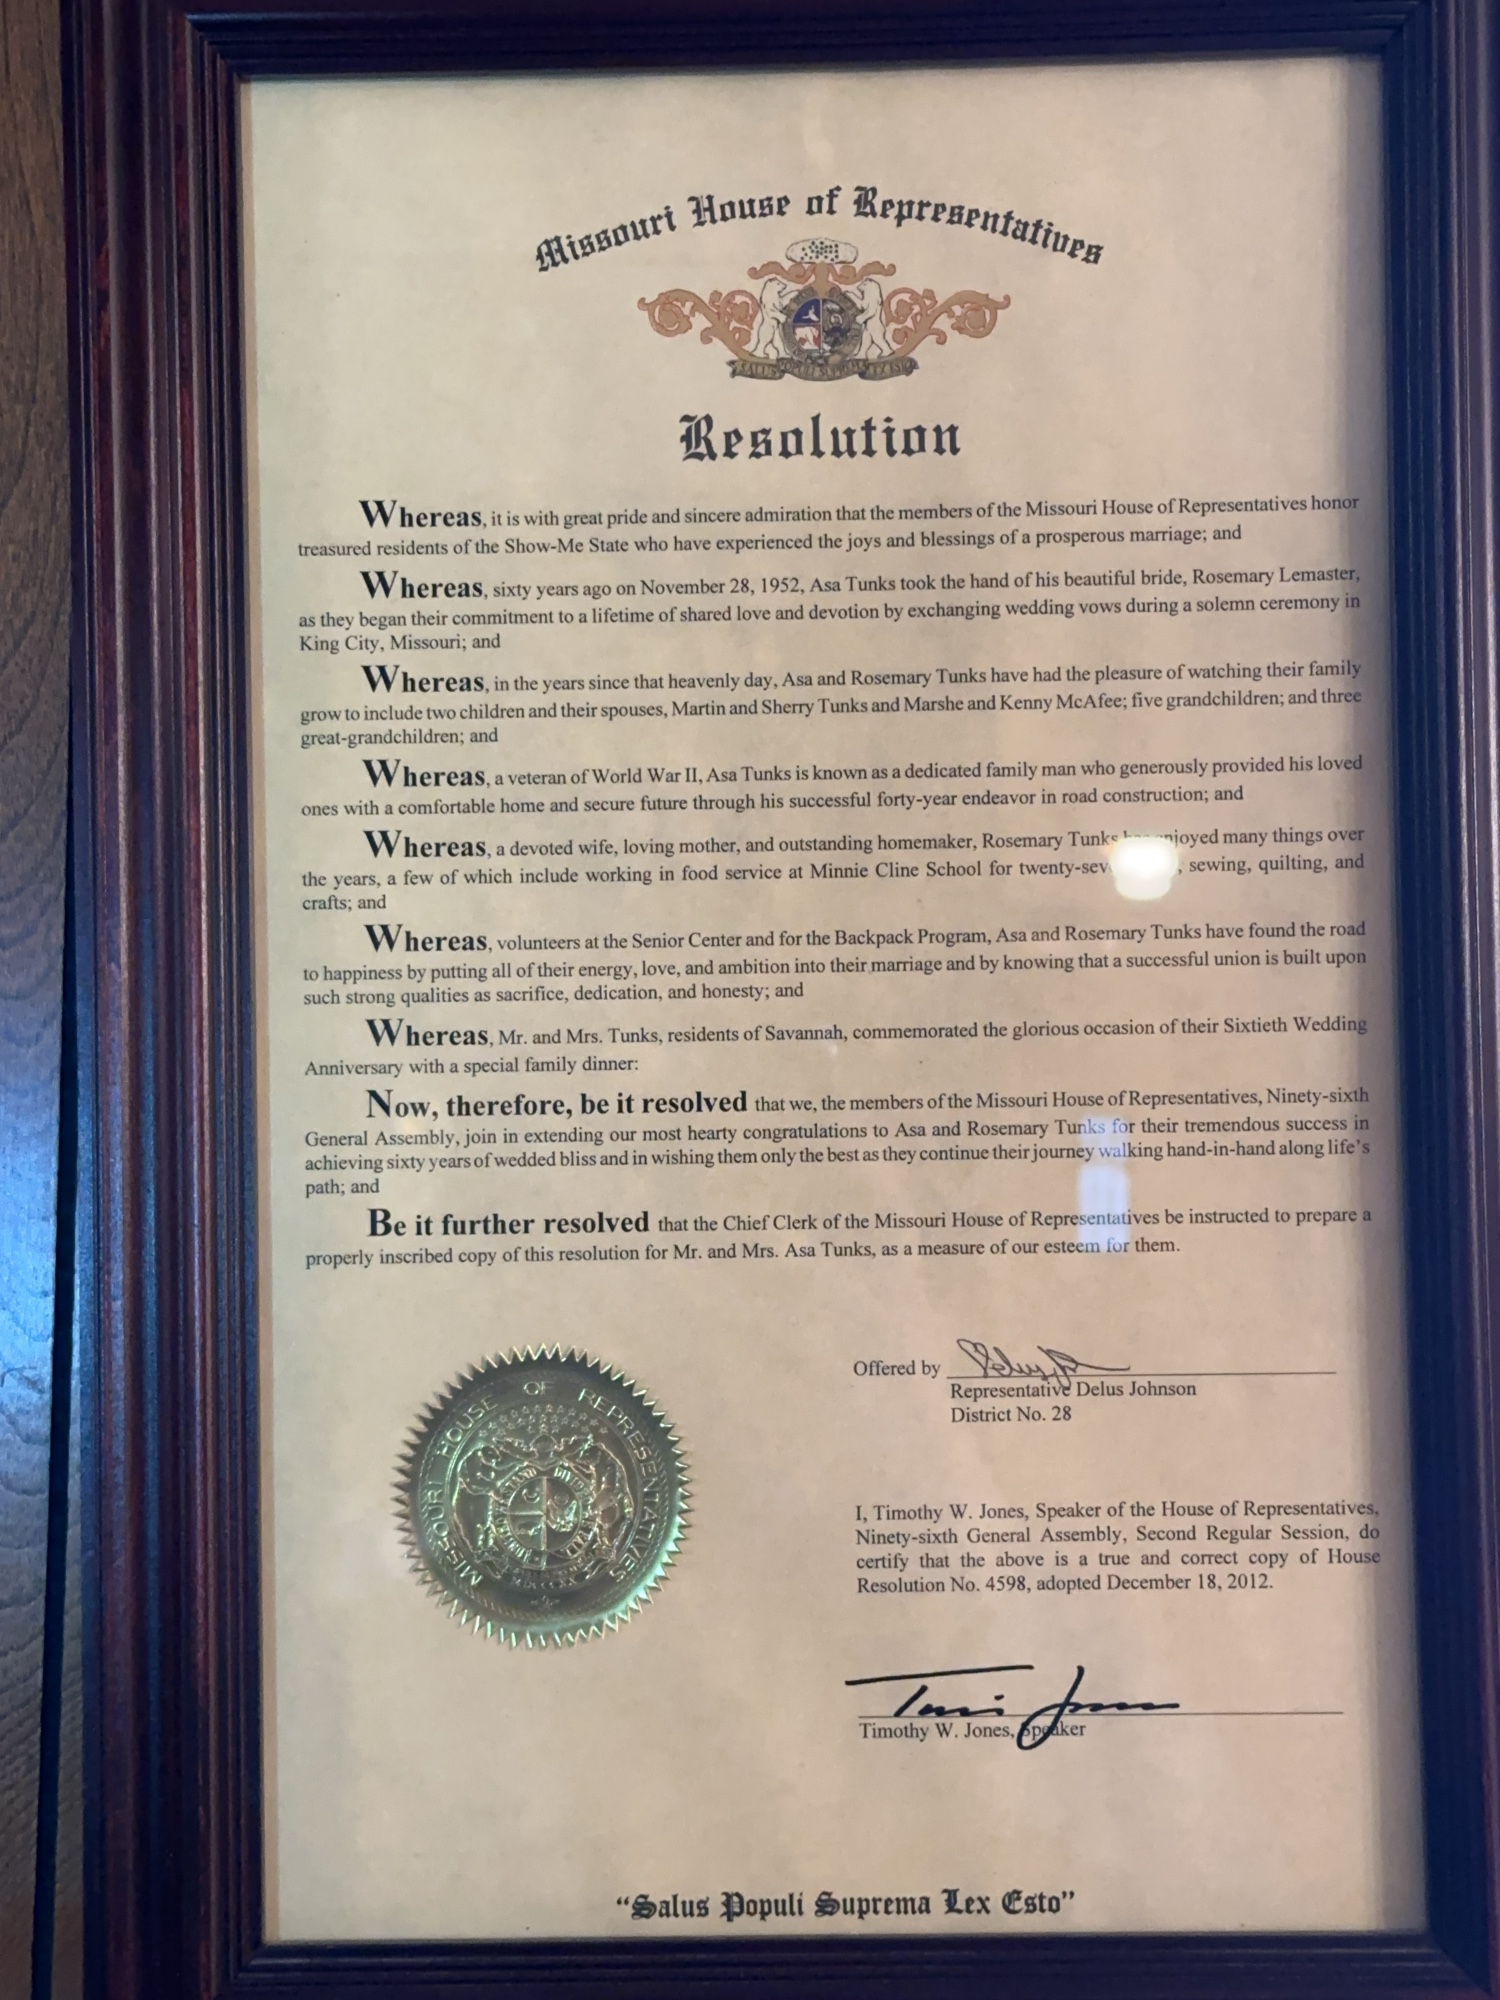 Missouri House of Representatives
SALUS POPULI SUPREMA LEX ESTO
Resolution
Whereas, it is with great pride and sincere admiration that the members of the Missouri House of Representatives honor
treasured residents of the Show-Me State who have experienced the joys and blessings of a prosperous marriage; and
Whereas, sixty years ago on November 28, 1952, Asa Tunks took the hand of his beautiful bride, Rosemary Lemaster,
as they began their commitment to a lifetime of shared love and devotion by exchanging wedding vows during a solemn ceremony in
King City, Missouri; and
Whereas, in the years since that heavenly day, Asa and Rosemary Tunks have had the pleasure of watching their family
grow to include two children and their spouses, Martin and Sherry Tunks and Marshe and Kenny McAfee; five grandchildren; and three
great-grandchildren; and
Whereas, a veteran of World War II, Asa Tunks is known as a dedicated family man who generously provided his loved
ones with a comfortable home and secure future through his successful forty-year endeavor in road construction; and
Whereas, a devoted wife, loving mother, and outstanding homemaker, Rosemary Tunks has enjoyed many things over
the years, a few of which include working in food service at Minnie Cline School for , sewing, quilting, and
crafts; and
Whereas, volunteers at the Senior Center and for the Backpack Program, Asa and Rosemary Tunks have found the road
to happiness by putting all of their energy, love, and ambition into their marriage and by knowing that a successful union is built upon
such strong qualities as sacrifice, dedication, and honesty; and
Whereas, Mr. and Mrs. Tunks, residents of Savannah, commemorated the glorious occasion of their Sixtieth Wedding
Anniversary with a special family dinner:
Now, therefore, be it resolved that we, the members of the Missouri House of Representatives, Ninety-sixth
General Assembly, join in extending our most hearty congratulations to Asa and Rosemary Tunks for their tremendous success in
achieving sixty years of wedded bliss and in wishing them only the best as they continue their journey walking hand-in-hand along life's
path; and
Be it further resolved that the Chief Clerk of the Missouri House of Representatives be instructed to prepare a
properly inscribed copy of this resolution for Mr. and Mrs. Asa Tunks, as a measure of our esteem for them.
MISSOURI HOUSE OF REPRESENTATIVES
Offered by
Representative Delus Johnson
District No. 28
I, Timothy W. Jones, Speaker of the House of Representatives,
Ninety-sixth General Assembly, Second Regular Session, do
certify that the above is a true and correct copy of House
Resolution No. 4598, adopted December 18, 2012.
Timothy W. Jones, Speaker
"Salus Populi Suprema Lex Esto"